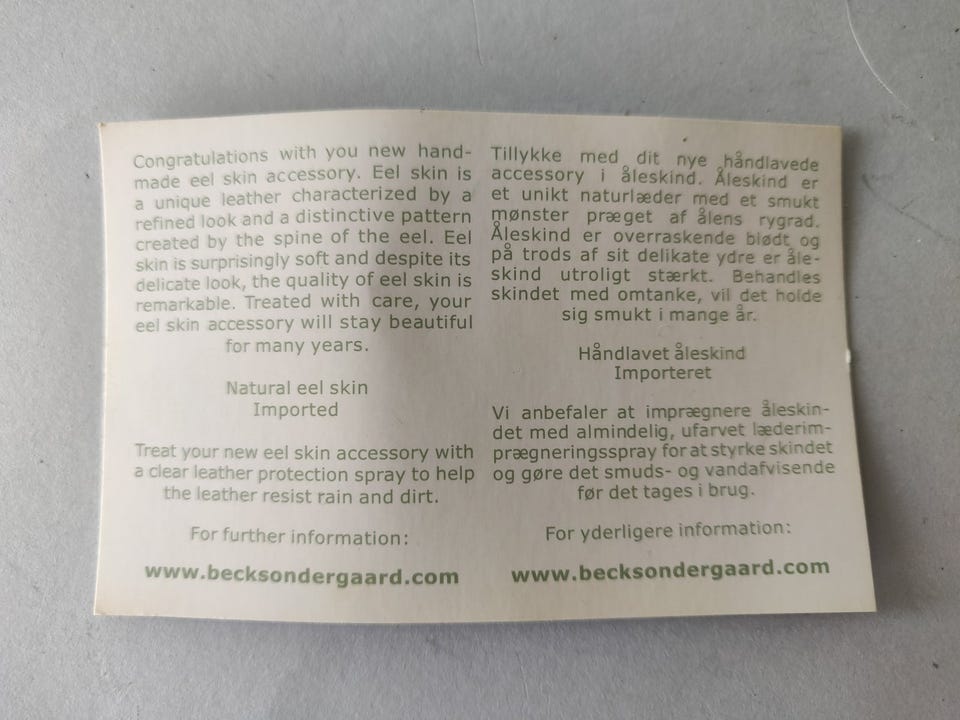 Congratulations with you new hand-
made eel skin accessory. Eel skin is
a unique leather characterized by a
refined look and a distinctive pattern
created by the spine of the eel. Eel
skin is surprisingly soft and despite its
delicate look, the quality of eel skin is
remarkable. Treated with care, your
eel skin accessory will stay beautiful
for many years.
Natural eel skin
Imported
Treat your new eel skin accessory with
a clear leather protection spray to help
the leather resist rain and dirt.
For further information:
www.becksondergaard.com
Tillykke med dit nye håndlavede
accessory i åleskind. Åleskind er
et unikt naturlæder med et smukt
mønster præget af ålens rygrad.
Åleskind er overraskende blødt og
på trods af sit delikate ydre er åle-
skind utroligt stærkt. Behandles
skindet med omtanke, vil det holde
sig smukt i mange år.
Håndlavet åleskind
Importeret
Vi anbefaler at imprægnere åleskin-
det med almindelig, ufarvet læderim-
prægneringsspray for at styrke skindet
og gøre det smuds- og vandafvisende
før det tages i brug.
For yderligere information:
www.becksondergaard.com